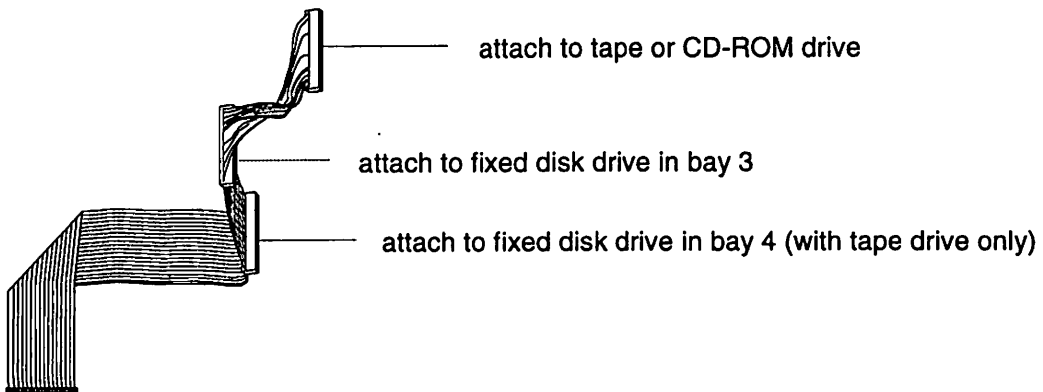 attach to tape or CD-ROM drive
attach to fixed disk drive in bay 3
attach to fixed disk drive in bay 4 (with tape drive only)